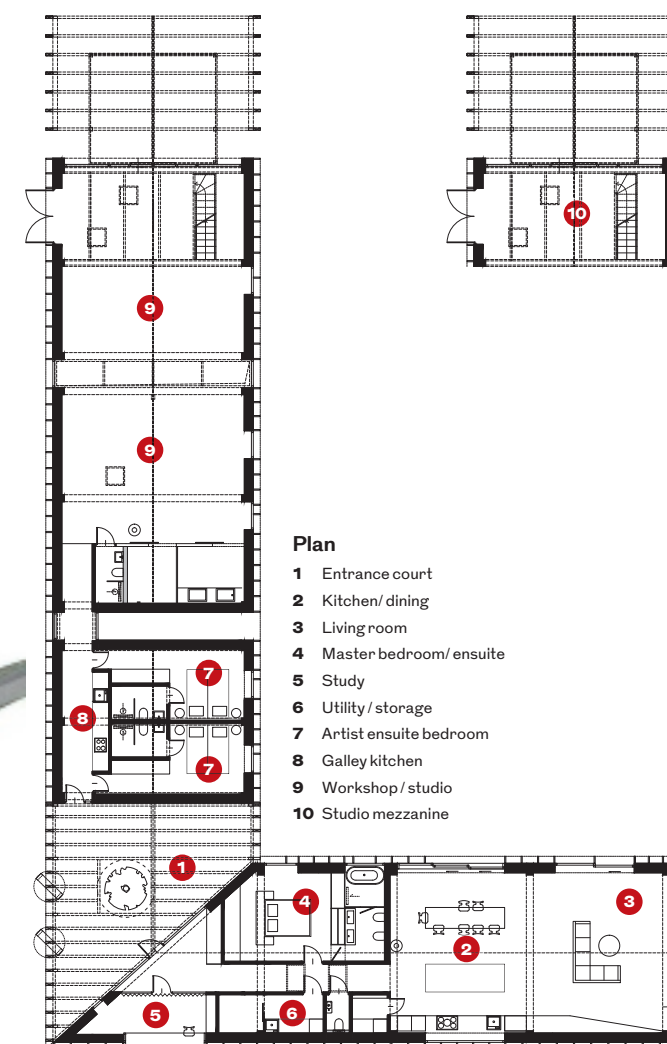 10
9
9
Plan
1 Entrance court
2 Kitchen/ dining
3 Living room
4 Master bedroom/ ensuite
5 Study
6 Utility / storage
7 Artist ensuite bedroom
8 Galley kitchen
9 Workshop / studio
10 Studio mezzanine
7
8
7
1
4
3
2
5
6